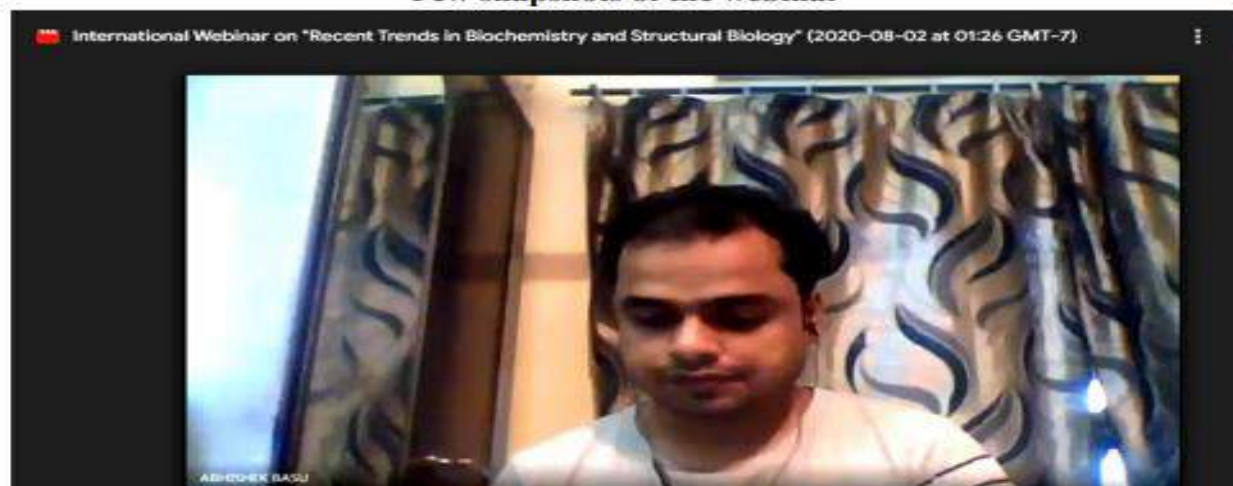 International Webinar on "Recent Trends in Biochemistry and Structural Biology" (2020-08-02 at 01:26 GMT-7)
ABHISHEK BASU